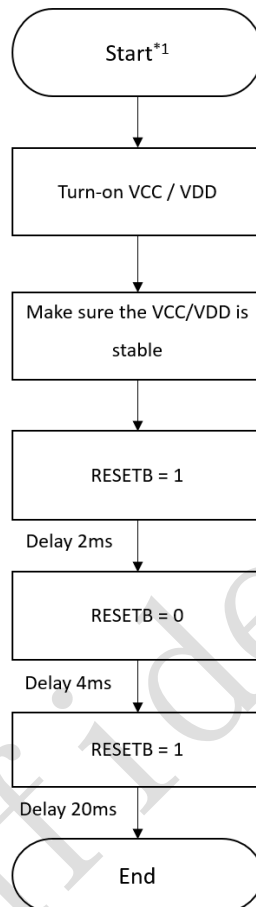 Start*1
Turn-on VCC / VDD
Make sure the VCC/VDD is
stable
RESETB = 1
Delay 2ms
RESETB = 0
Delay 4ms
RESETB = 1
Delay 20ms
End